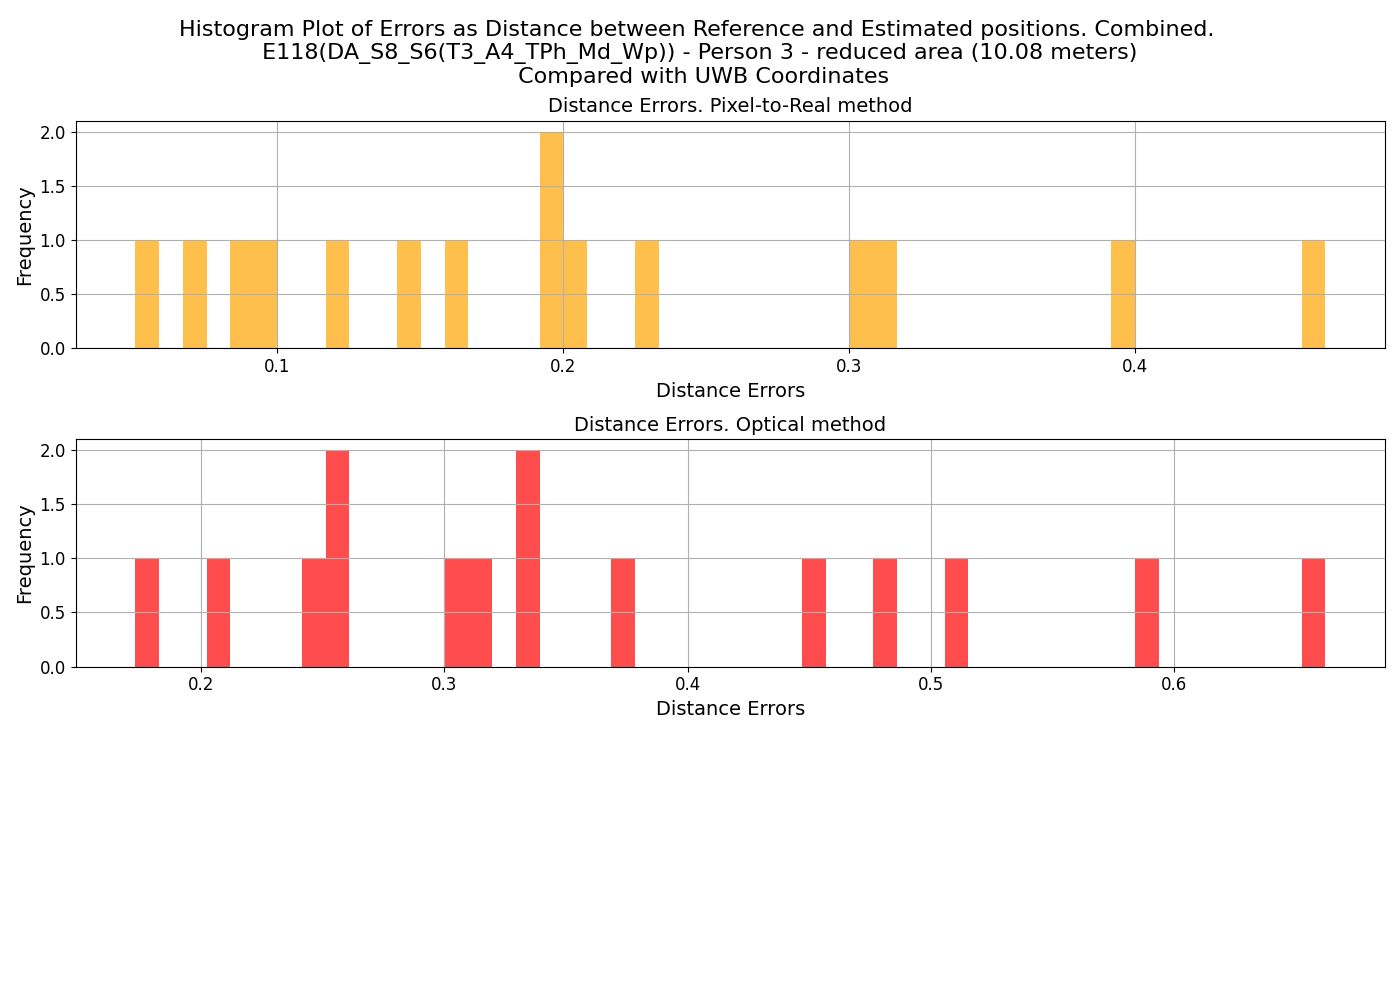 Histogram Plot of Errors as Distance between Reference and Estimated positions. Combined.
E118(DA_S8_S6(T3_A4_TPh_Md_Wp)) - Person 3 - reduced area (10.08 meters)
Compared with UWB Coordinates
Distance Errors. Pixel-to-Real method
2.0
1.5
1.0
0.5
0.0
Frequency
0.1 0.2 0.3 0.4
Distance Errors
Distance Errors. Optical method
2.0
1.5
1.0
0.5
0.0
Frequency
0.2 0.3 0.4 0.5 0.6
Distance Errors